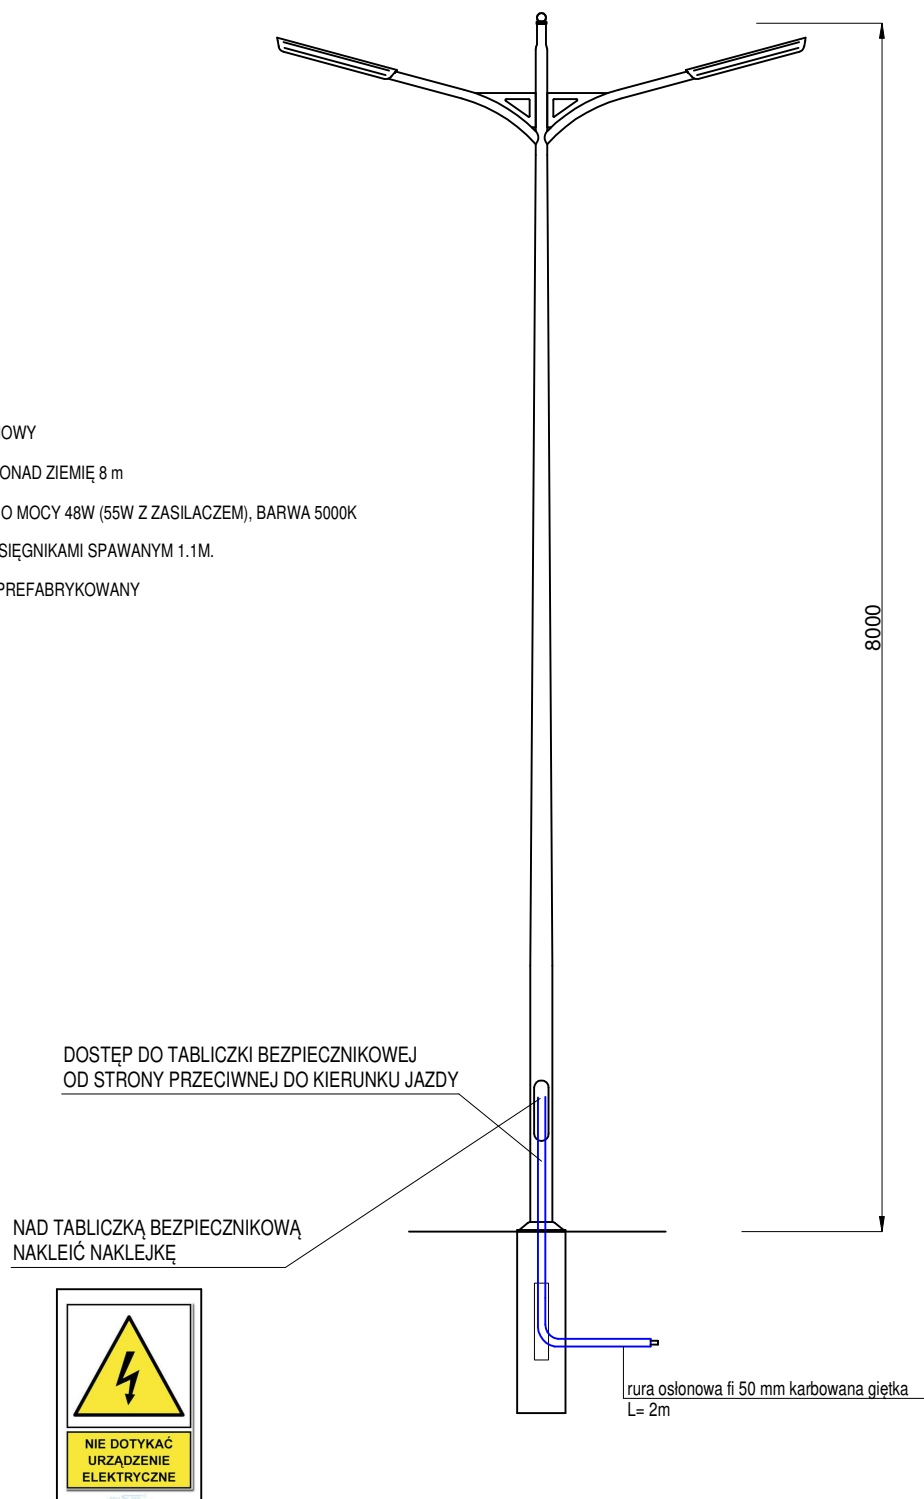 OWY
ONAD ZIEMIĘ 8 m
O MOCY 48W (55W Z ZASILACZEM), BARWA 5000K
SIĘGNIKAMI SPAWANYM 1.1M.
PREFABRYKOWANY
8000
DOSTĘP DO TABLICZKI BEZPIECZNIKOWEJ
OD STRONY PRZECIWNEJ DO KIERUNKU JAZDY
NAD TABLICZKĄ BEZPIECZNIKOWĄ
NAKLEIĆ NAKLEJKĘ
NIE DOTYKAĆ
URZĄDZENIE
ELEKTRYCZNE
rura osłonowa fi 50 mm karbowana giętka
L= 2m